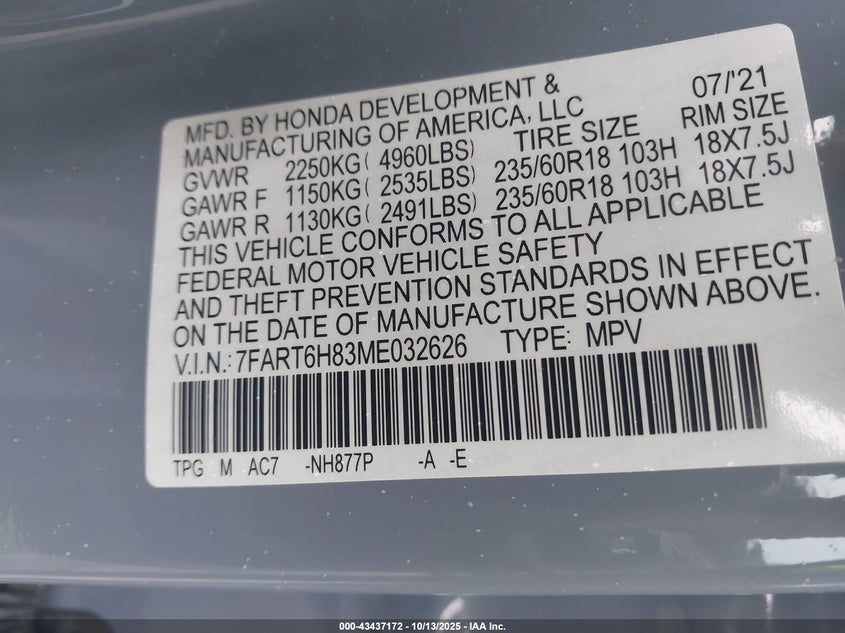 MFD. BY HONDA DEVELOPMENT & 07/'21
MANUFACTURING OF AMERICA, LLC TIRE SIZE RIM SIZE
GVWR 2250KG( 4960LBS)
GAWR F 1150KG( 2535LBS) 235/60R18 103H 18X7.5J
GAWR R 1130KG( 2491LBS) 235/60R18 103H 18X7.5J
THIS VEHICLE CONFORMS TO ALL APPLICABLE
FEDERAL MOTOR VEHICLE SAFETY
AND THEFT PREVENTION STANDARDS IN EFFECT
ON THE DATE OF MANUFACTURE SHOWN ABOVE.
V.I.N.: 7FART6H83ME032626 TYPE: MPV
TPG M AC7 -NH877P -A -E
000-43437172 - 10/13/2025 - IAA Inc.